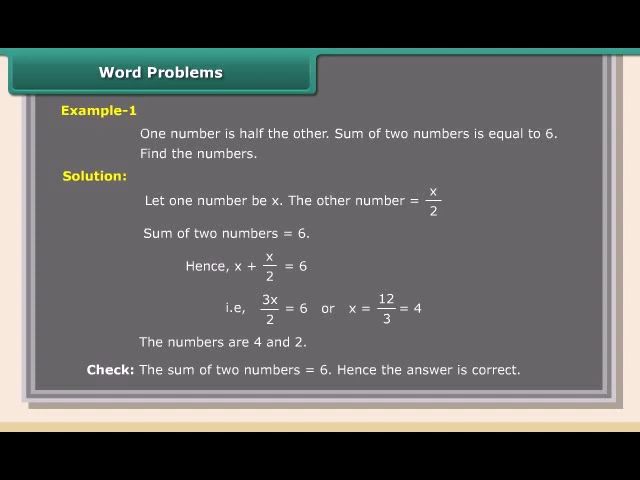 Word Problems
Example-1
One number is half the other. Sum of two numbers is equal to 6.
Find the numbers.
Solution:
Let one number be x. The other number = x/2
Sum of two numbers = 6.
Hence, x + x/2 = 6
i.e, 3x/2 = 6 or x = 12/3 = 4
The numbers are 4 and 2.
Check: The sum of two numbers = 6. Hence the answer is correct.